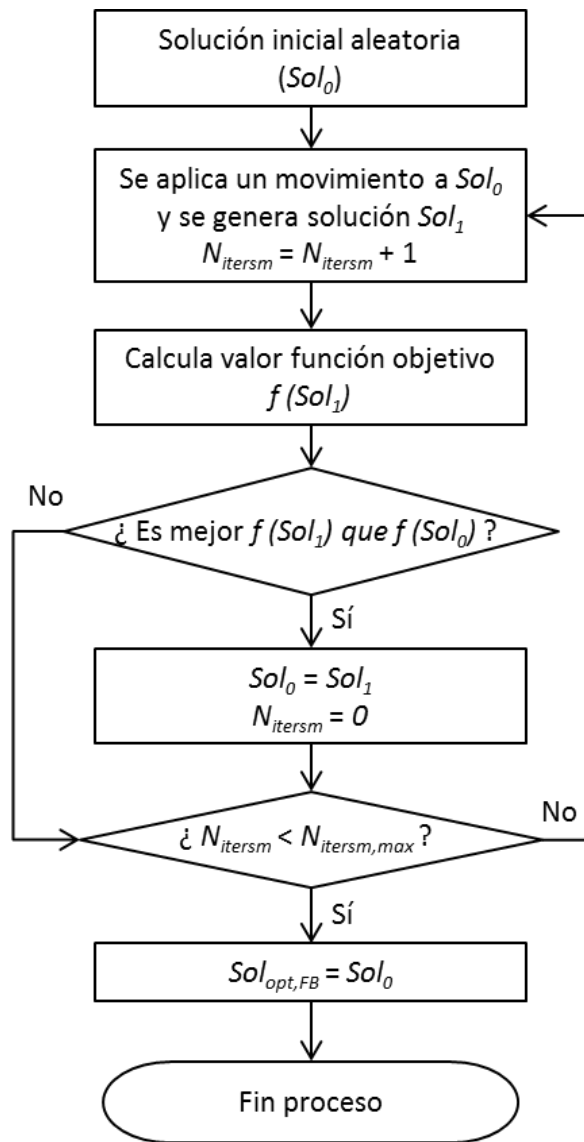 Solución inicial aleatoria
(Sol₀)
Se aplica un movimiento a Sol₀
y se genera solución Sol₁
Nitersm = Nitersm + 1
Calcula valor función objetivo
f (Sol₁)
No
¿ Es mejor f (Sol₁) que f (Sol₀) ?
Sí
Sol₀ = Sol₁
Nitersm = 0
¿ Nitersm < Nitersm,max ?
No
Sí
Solopt,FB = Sol₀
Fin proceso